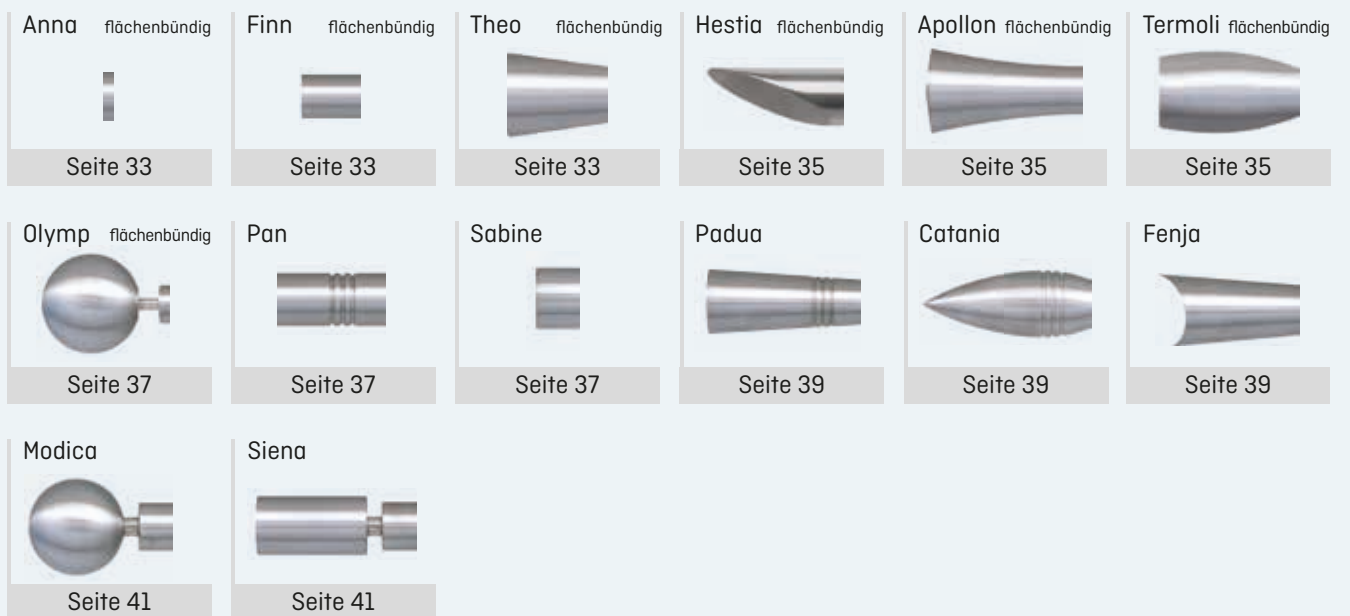 Anna flächenbündig
Seite 33
Finn flächenbündig
Seite 33
Theo flächenbündig
Seite 33
Hestia flächenbündig
Seite 35
Apollon flächenbündig
Seite 35
Termoli flächenbündig
Seite 35
Olymp flächenbündig
Seite 37
Pan
Seite 37
Sabine
Seite 37
Padua
Seite 39
Catania
Seite 39
Fenja
Seite 39
Modica
Seite 41
Siena
Seite 41